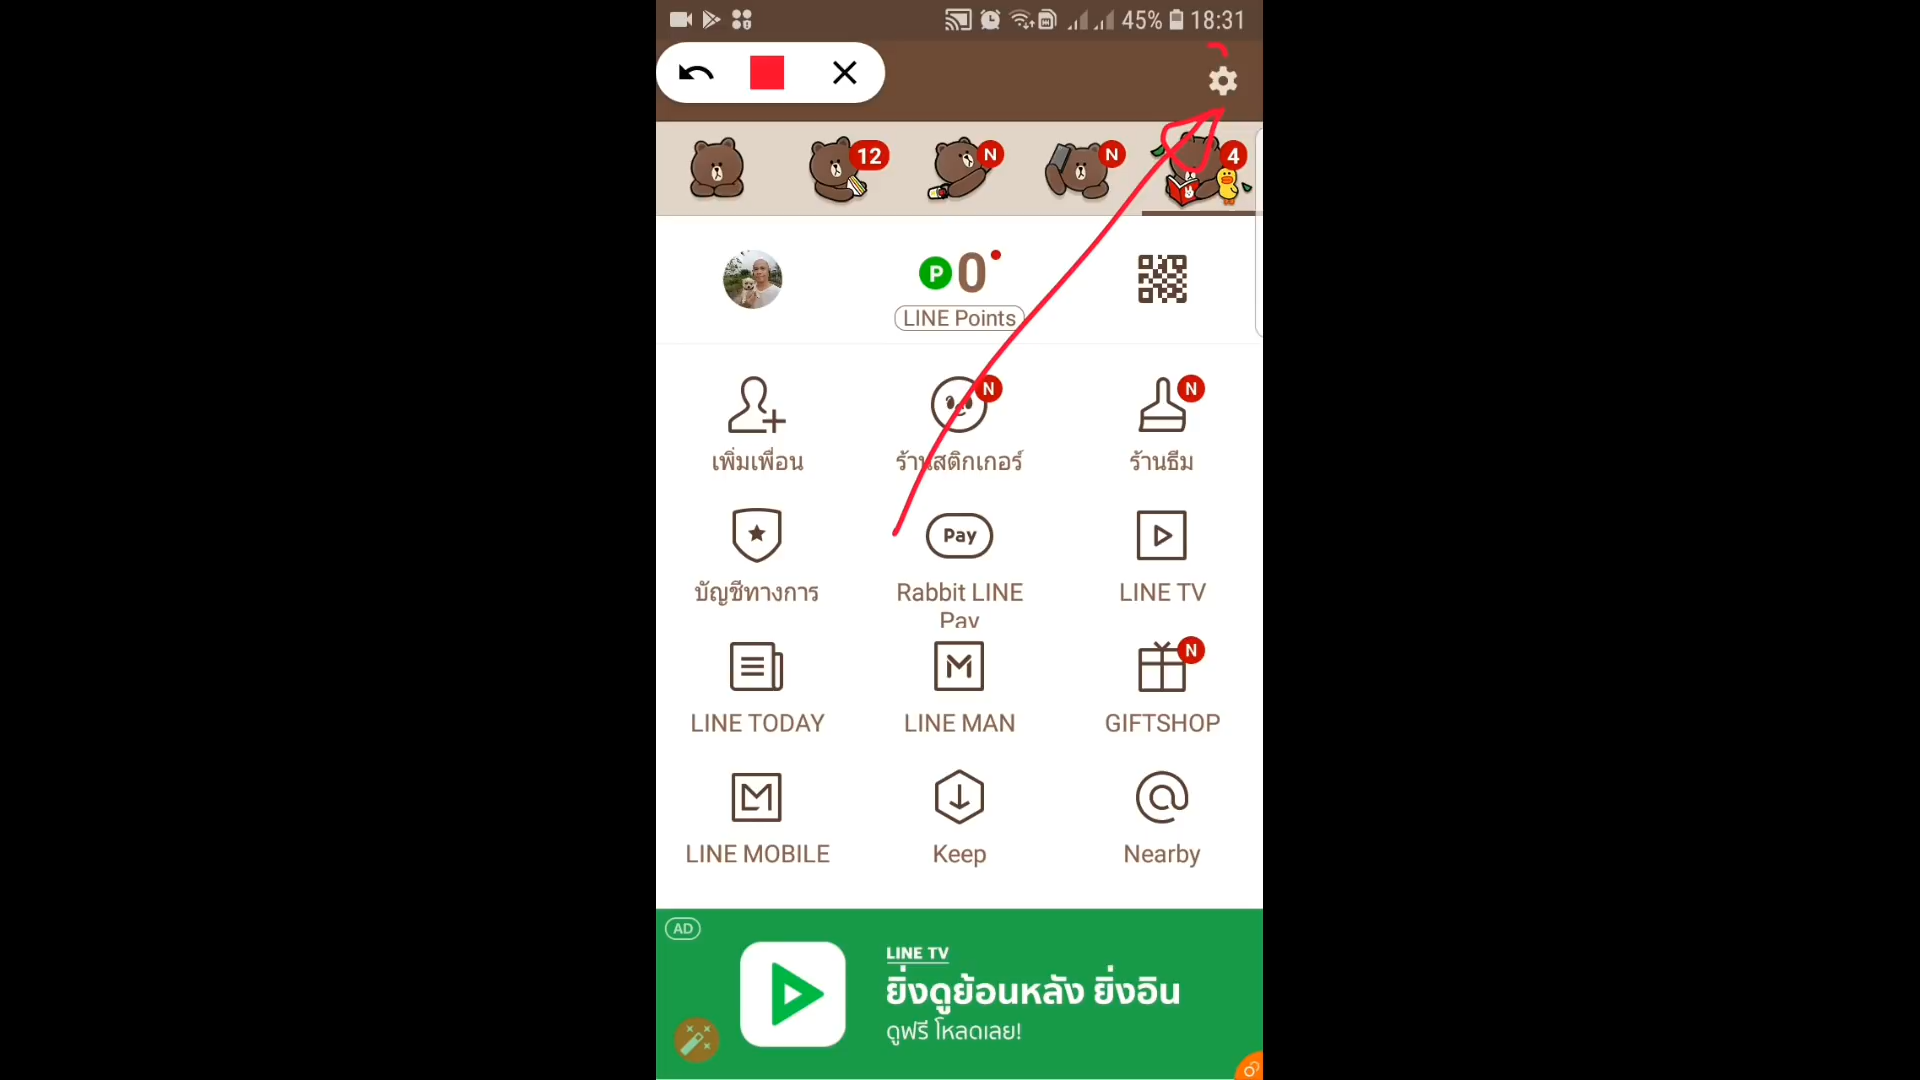 45% 18:31
12 N N 4
P 0
LINE Points
N N
เพิ่มเพื่อน ร้านสติกเกอร์ ร้านธีม
Pay
บัญชีทางการ Rabbit LINE Pay LINE TV
N
LINE TODAY LINE MAN GIFTSHOP
LINE MOBILE Keep Nearby
AD
LINE TV
ยิ่งดูย้อนหลัง ยิ่งอิน
ดูฟรี โหลดเลย!